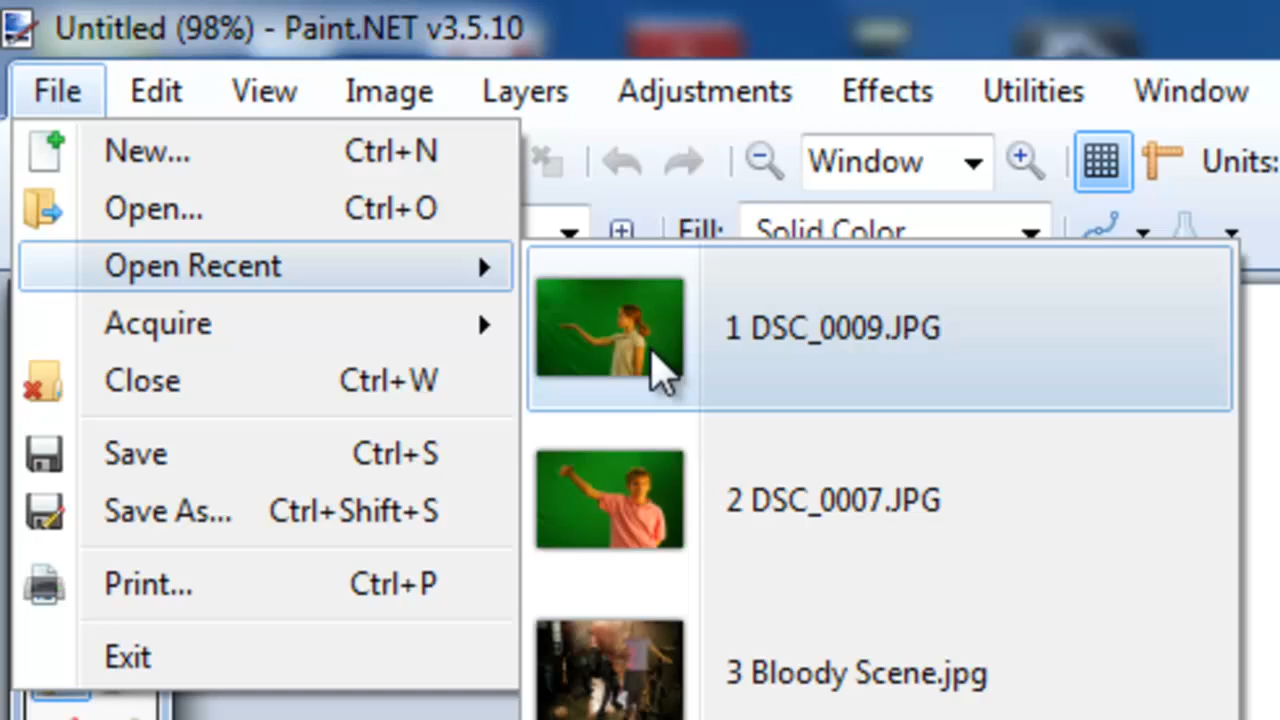 Untitled (98%) - Paint.NET v3.5.10
File Edit View Image Layers Adjustments Effects Utilities Window
New... Ctrl+N
Window Units:
Open... Ctrl+O
Fill: Solid Color
Open Recent
1 DSC_0009.JPG
Acquire
Close Ctrl+W
Save Ctrl+S
2 DSC_0007.JPG
Save As... Ctrl+Shift+S
Print... Ctrl+P
Exit
3 Bloody Scene.jpg